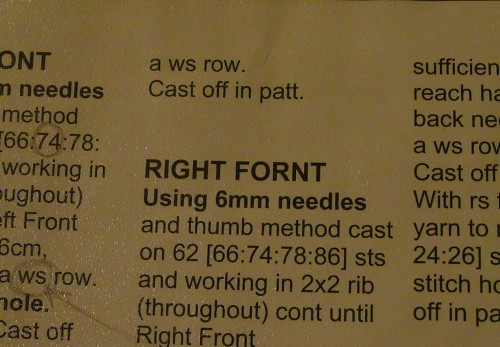 ONT
m needles
method
[66:74:78:
working in
oughout)
eft Front
6cm,
a ws row.
hole.
Cast off
a ws row.
Cast off in patt.
RIGHT FORNT
Using 6mm needles
and thumb method cast
on 62 [66:74:78:86] sts
and working in 2x2 rib
(throughout) cont until
Right Front
sufficien
reach ha
back nec
a ws row
Cast off
With rs f
yarn to r
24:26] s
stitch ho
off in pa